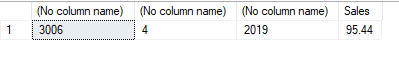 (No column name) (No column name) (No column name) Sales
1 3006 4 2019 95.44